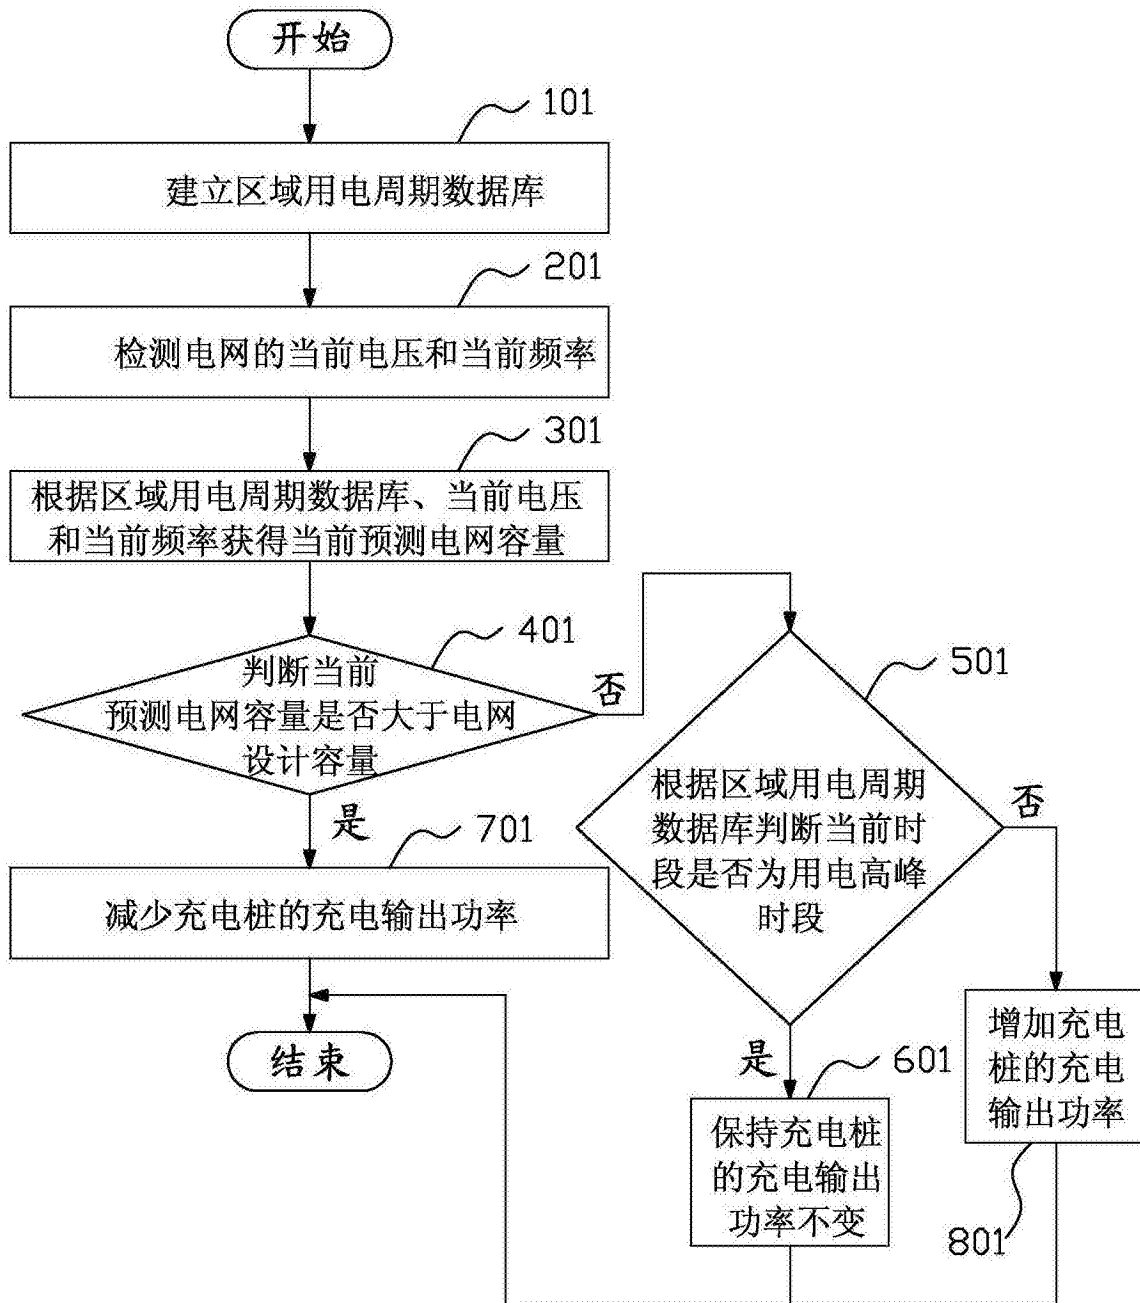 开始
101
建立区域用电周期数据库
201
检测电网的当前电压和当前频率
301
根据区域用电周期数据库、当前电压
和当前频率获得当前预测电网容量
401
判断当前
预测电网容量是否大于电网
设计容量
否
是
501
根据区域用电周期
数据库判断当前时
段是否为用电高峰
时段
否
是
701
减少充电桩的充电输出功率
结束
601
保持充电桩
的充电输出
功率不变
增加充电
桩的充电
输出功率
801